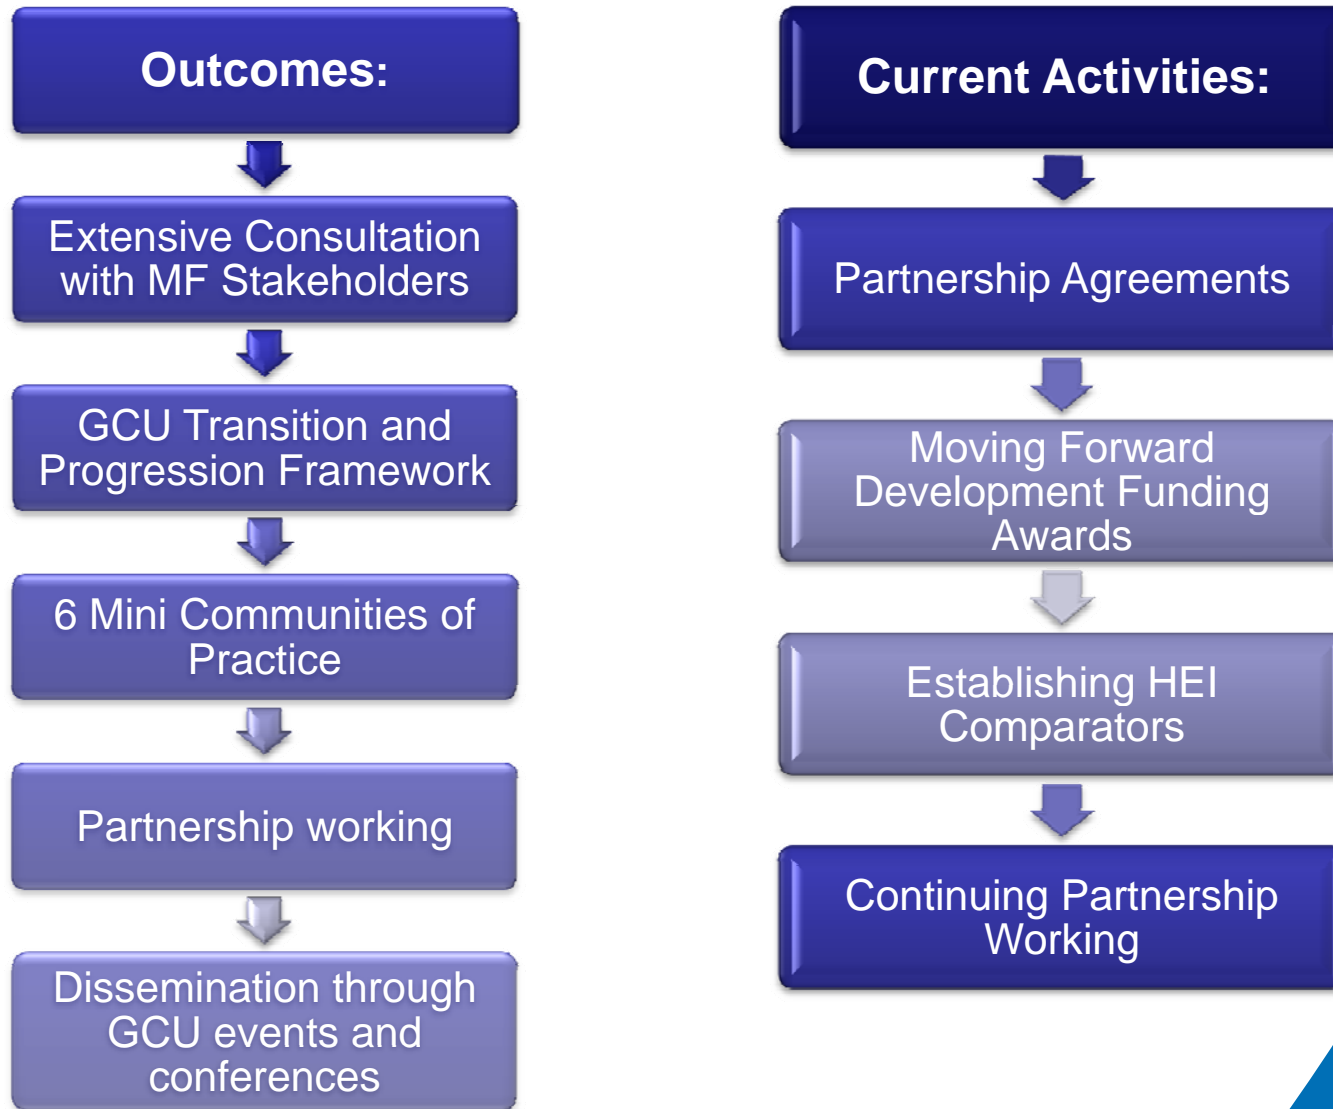 Outcomes:
Extensive Consultation
with MF Stakeholders
GCU Transition and
Progression Framework
6 Mini Communities of
Practice
Partnership working
Dissemination through
GCU events and
conferences
Current Activities:
Partnership Agreements
Moving Forward
Development Funding
Awards
Establishing HEI
Comparators
Continuing Partnership
Working